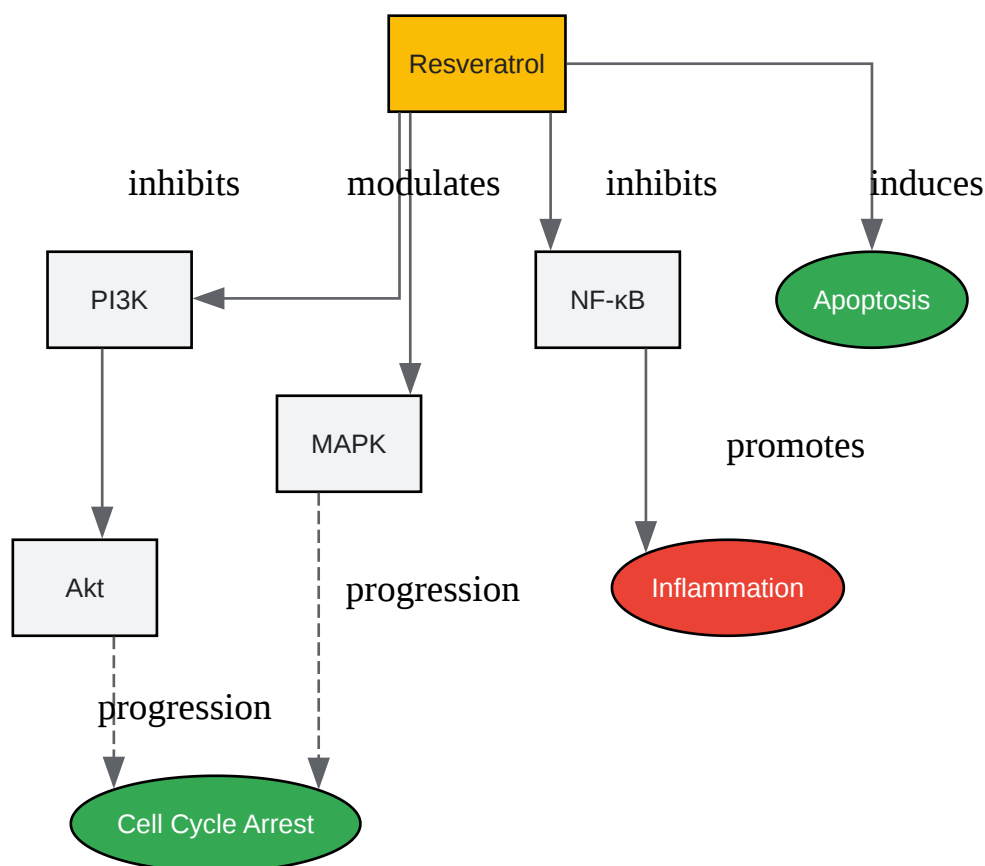 Resveratrol
inhibits
modulates
inhibits
induces
PI3K
NF-κB
Apoptosis
MAPK
promotes
Akt
progression
Inflammation
progression
Cell Cycle Arrest